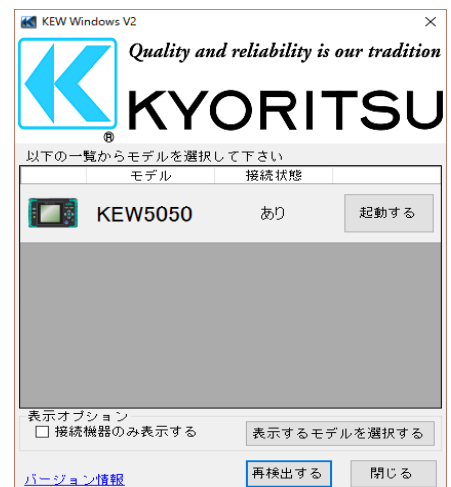 KEW Windows V2
Quality and reliability is our tradition
KYORITSU
®
以下の一覧からモデルを選択して下さい
モデル 接続状態
KEW5050 あり 起動する
表示オプション
接続機器のみ表示する 表示するモデルを選択する
バージョン情報 再検出する 閉じる